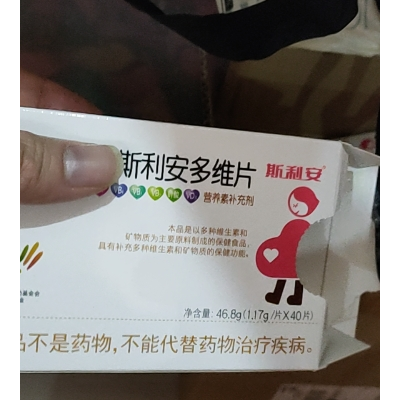 斯利安多维片
斯利安
营养素补充剂
本品是以多种维生素和
矿物质为主要原料制成的保健食品,
具有补充多种维生素和矿物质的保健功能。
基金会
净含量: 46.8g(1.17g/片X40片)
品不是药物,不能代替药物治疗疾病。